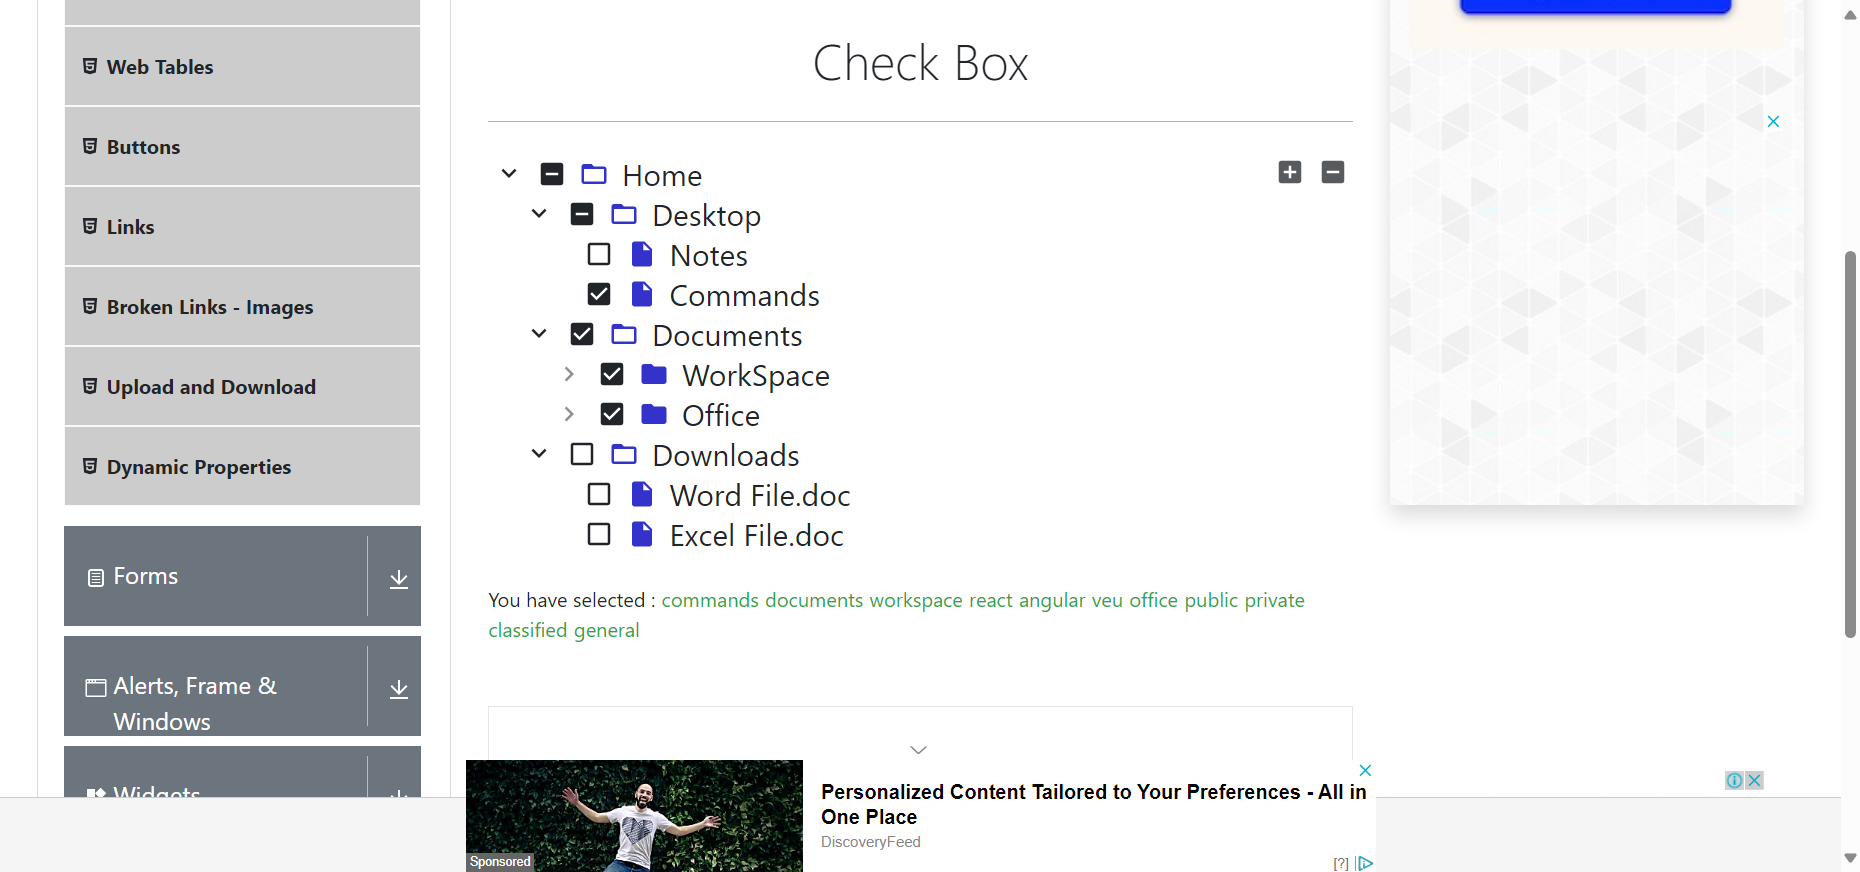 Web Tables
Buttons
Links
Broken Links - Images
Upload and Download
Dynamic Properties
Forms
Alerts, Frame &
Windows
Widgets
Check Box
Home
Desktop
Notes
Commands
Documents
WorkSpace
Office
Downloads
Word File.doc
Excel File.doc
You have selected : commands documents workspace react angular veu office public private
classified general
Sponsored
Personalized Content Tailored to Your Preferences - All in
One Place
DiscoveryFeed
[?]